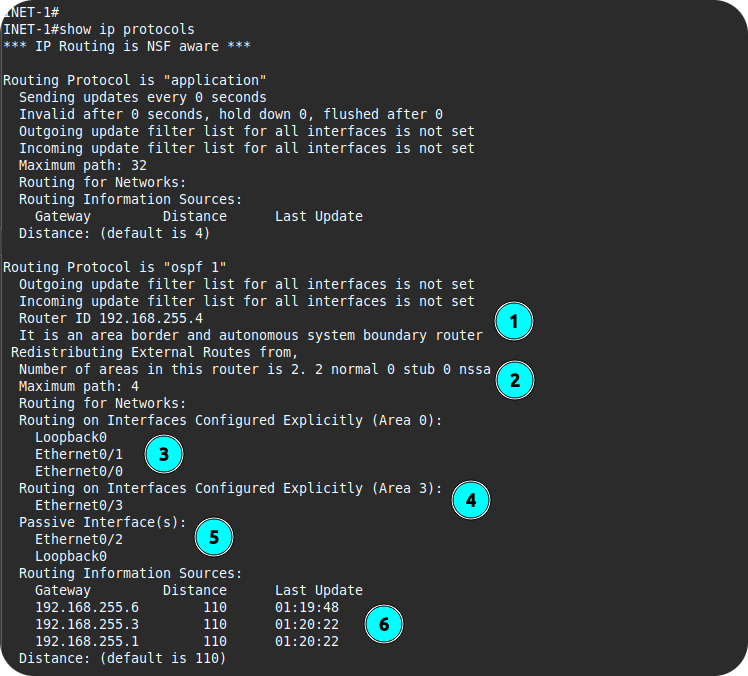 INET-1#
INET-1#show ip protocols
*** IP Routing is NSF aware ***
Routing Protocol is "application"
Sending updates every 0 seconds
Invalid after 0 seconds, hold down 0, flushed after 0
Outgoing update filter list for all interfaces is not set
Incoming update filter list for all interfaces is not set
Maximum path: 32
Routing for Networks:
Routing Information Sources:
Gateway Distance Last Update
Distance: (default is 4)
Routing Protocol is "ospf 1"
Outgoing update filter list for all interfaces is not set
Incoming update filter list for all interfaces is not set
Router ID 192.168.255.4
1
It is an area border and autonomous system boundary router
Redistributing External Routes from,
Number of areas in this router is 2. 2 normal 0 stub 0 nssa
2
Maximum path: 4
Routing for Networks:
Routing on Interfaces Configured Explicitly (Area 0):
Loopback0
Ethernet0/1
3
Ethernet0/0
Routing on Interfaces Configured Explicitly (Area 3):
4
Ethernet0/3
Passive Interface(s):
Ethernet0/2
5
Loopback0
Routing Information Sources:
Gateway Distance Last Update
192.168.255.6 110 01:19:48
192.168.255.3 110 01:20:22
6
192.168.255.1 110 01:20:22
Distance: (default is 110)